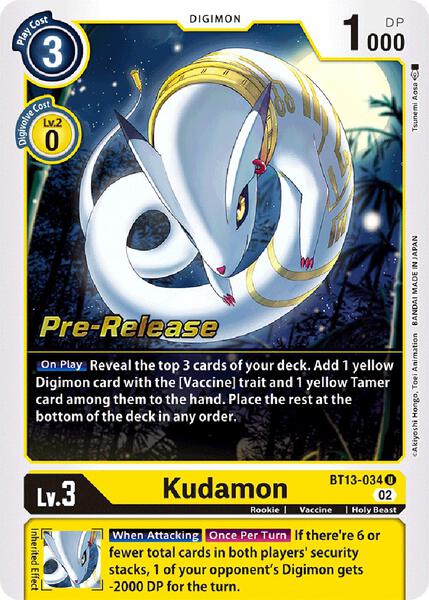 DIGIMON
Play Cost
3
DP
1000
Digivolve Cost
Lv.2
0
Tsunemi Aosa
©Akiyoshi Hongo, Toei Animation BANDAI MADE IN JAPAN
Pre-Release
On Play Reveal the top 3 cards of your deck. Add 1 yellow
Digimon card with the [Vaccine] trait and 1 yellow Tamer
card among them to the hand. Place the rest at the
bottom of the deck in any order.
BT13-034 U
02
Lv.3
Kudamon
Rookie | Vaccine | Holy Beast
Inherited Effect
When Attacking Once Per Turn If there're 6 or
fewer total cards in both players' security
stacks, 1 of your opponent's Digimon gets
-2000 DP for the turn.